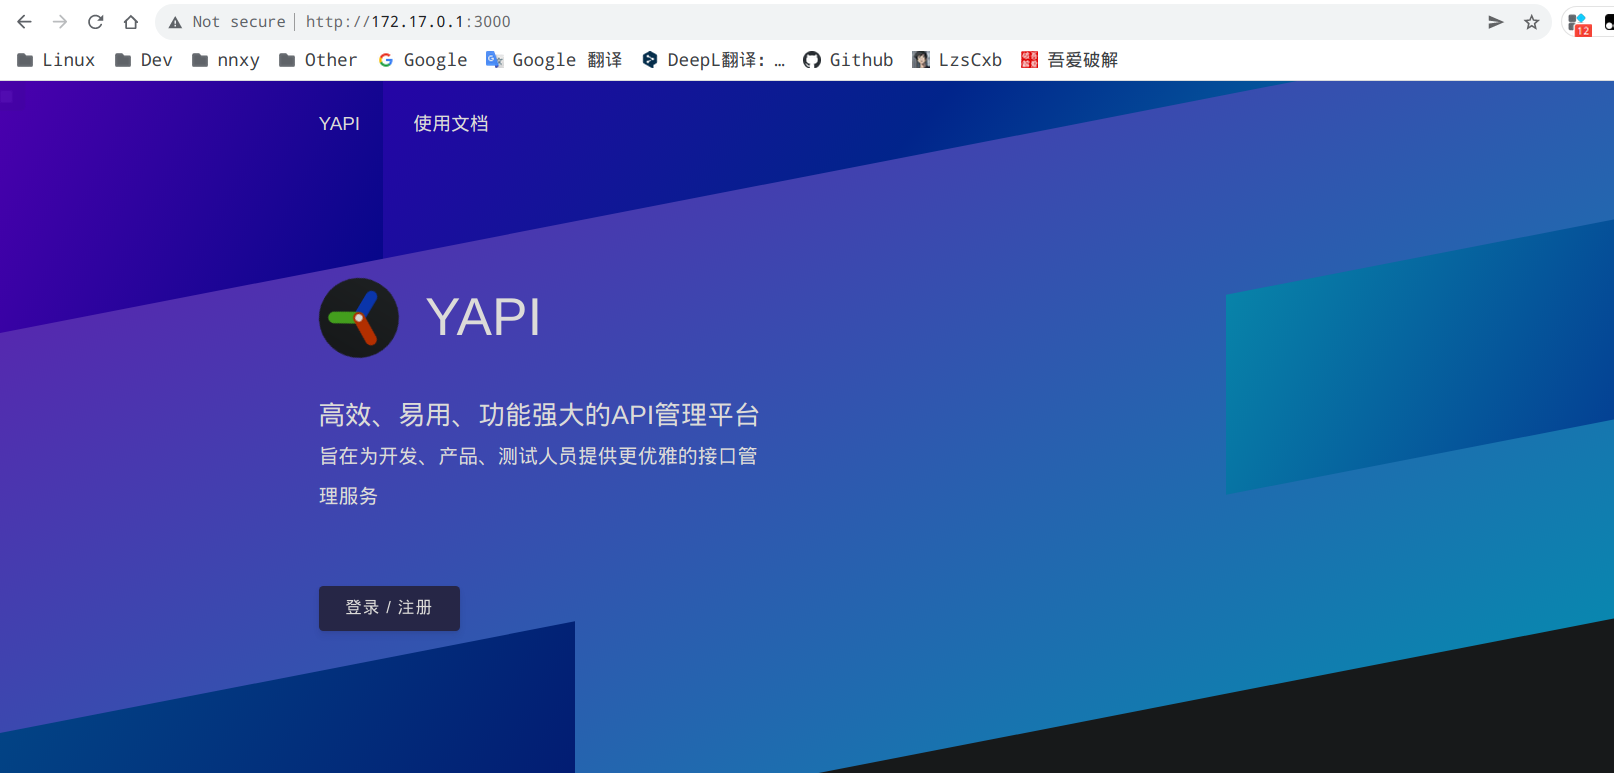 Not secure http://172.17.0.1:3000
12
Linux Dev nnxy Other Google Google 翻译 DeepL翻译: … Github LzsCxb 吾爱破解
YAPI 使用文档
YAPI
高效、易用、功能强大的API管理平台
旨在为开发、产品、测试人员提供更优雅的接口管
理服务
登录 / 注册